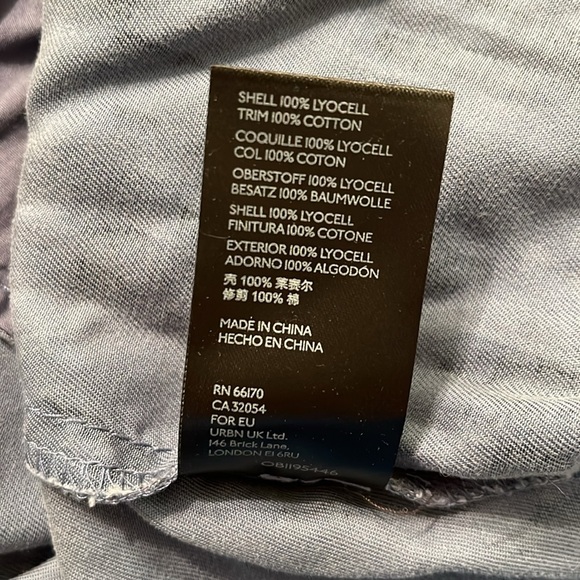 SHELL 100% LYOCELL
TRIM 100% COTTON
COQUILLE 100% LYOCELL
COL 100% COTON
OBERSTOFF 100% LYOCELL
BESATZ 100% BAUMWOLLE
SHELL 100% LYOCELL
FINITURA 100% COTONE
EXTERIOR 100% LYOCELL
ADORNO 100% ALGODÓN
壳 100% 莱赛尔
修剪 100% 棉
MADE IN CHINA
HECHO EN CHINA
RN 66170
CA 32054
FOR EU
URBN UK Ltd.
146 Brick Lane,
LONDON E1 6RU
OB1195446